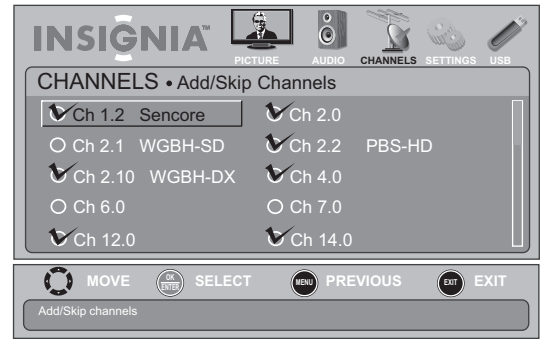 INSIGNIA™
PICTURE AUDIO CHANNELS SETTINGS USB
CHANNELS • Add/Skip Channels
Ch 1.2 Sencore Ch 2.0
Ch 2.1 WGBH-SD Ch 2.2 PBS-HD
Ch 2.10 WGBH-DX Ch 4.0
Ch 6.0 Ch 7.0
Ch 12.0 Ch 14.0
MOVE OK ENTER SELECT MENU PREVIOUS EXIT EXIT
Add/Skip channels